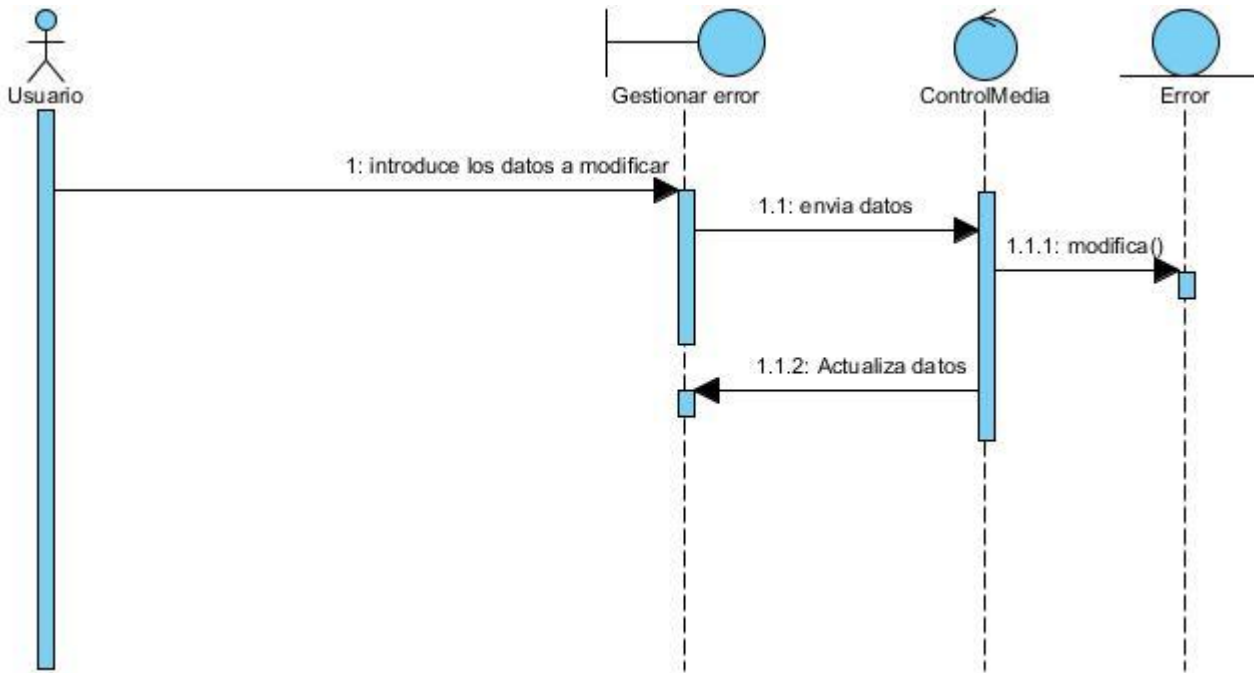 Usuario
Gestionar error
ControlMedia
Error
1: introduce los datos a modificar
1.1: envia datos
1.1.1: modifica()
1.1.2: Actualiza datos